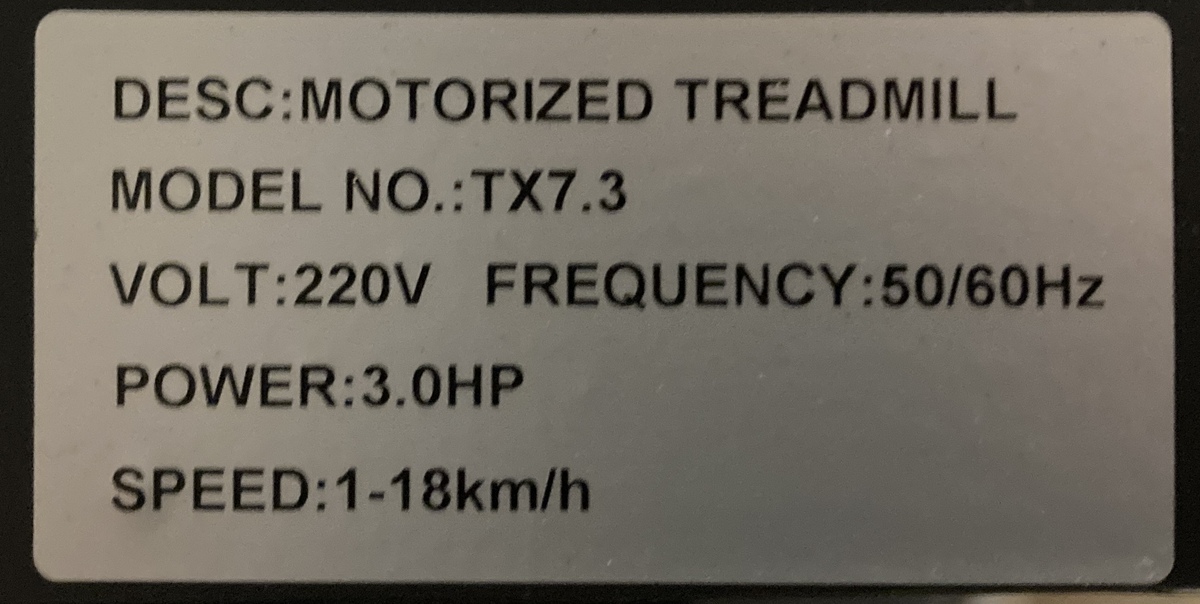 DESC:MOTORIZED TREADMILL
MODEL NO.:TX7.3
VOLT:220V FREQUENCY:50/60Hz
POWER:3.0HP
SPEED:1-18km/h